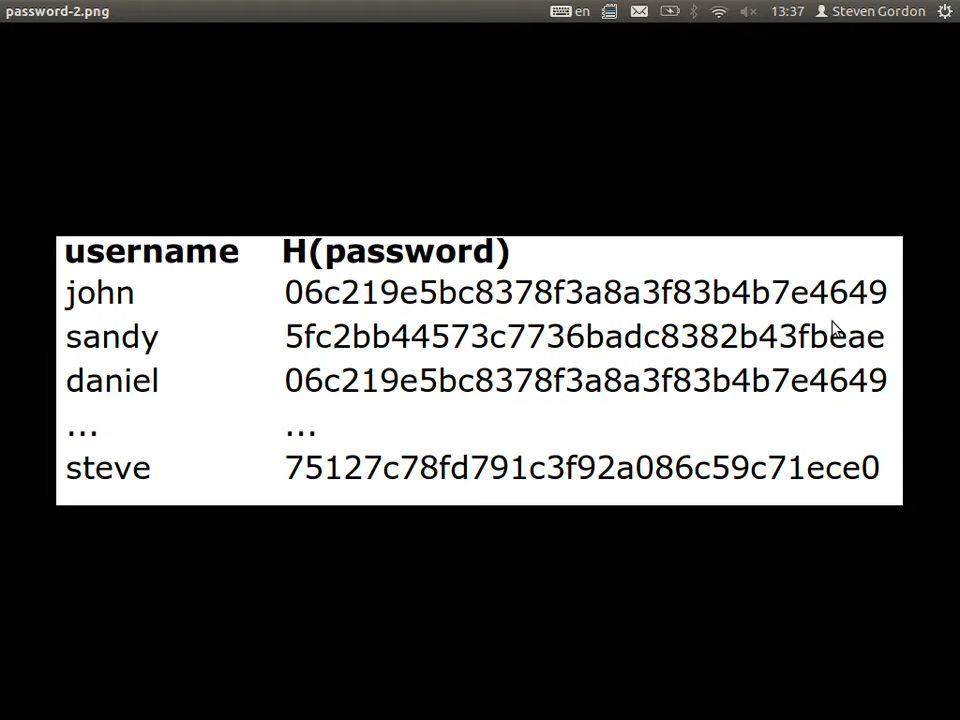 password-2.png en 13:37 Steven Gordon
username H(password)
john 06c219e5bc8378f3a8a3f83b4b7e4649
sandy 5fc2bb44573c7736badc8382b43fbeae
daniel 06c219e5bc8378f3a8a3f83b4b7e4649
... ...
steve 75127c78fd791c3f92a086c59c71ece0